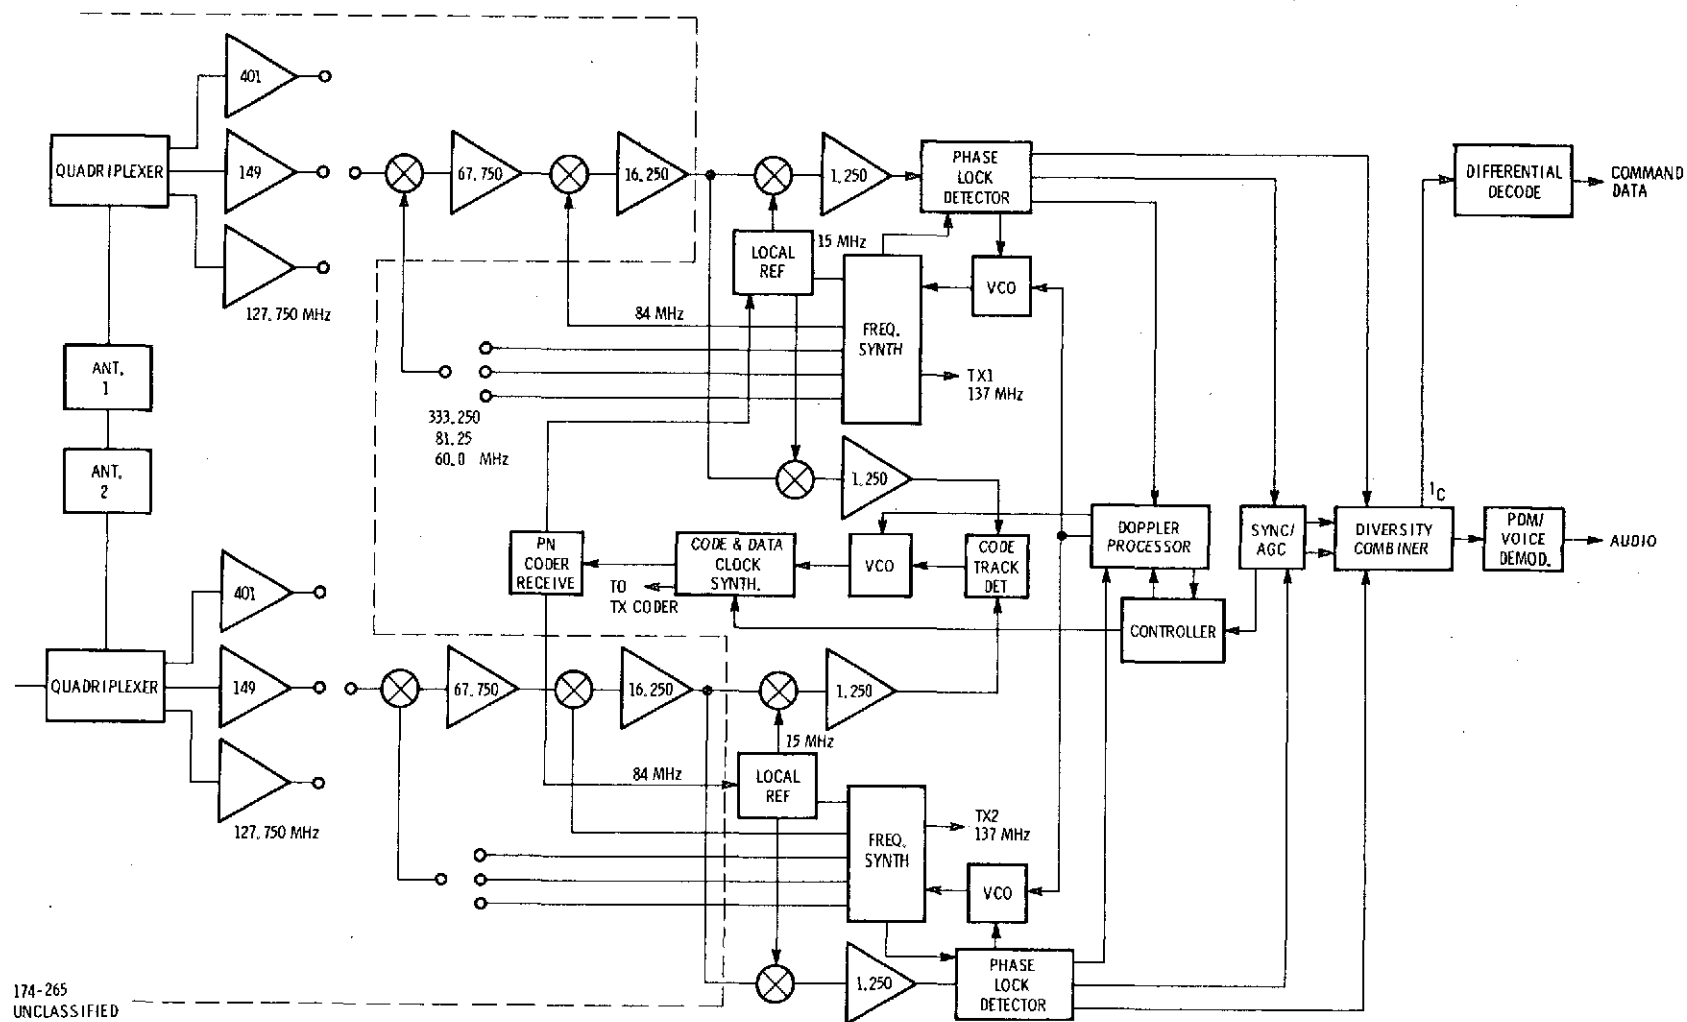 401
QUADRIPLEXER
149
127.750 MHz
67.750
16.250
1.250
PHASE
LOCK
DETECTOR
DIFFERENTIAL
DECODE
COMMAND
DATA
LOCAL
REF
15 MHz
VCO
84 MHz
FREQ.
SYNTH
TX1
137 MHz
ANT.
1
333.250
81.25
60.0 MHz
ANT.
2
1.250
PN
CODER
RECEIVE
CODE & DATA
CLOCK
SYNTH.
TO
TX CODER
VCO
CODE
TRACK
DET
DOPPLER
PROCESSOR
CONTROLLER
SYNC/
AGC
DIVERSITY
COMBINER
IC
PDM/
VOICE
DEMOD.
AUDIO
401
QUADRIPLEXER
149
127.750 MHz
67.750
16.250
1.250
15 MHz
84 MHz
LOCAL
REF
FREQ.
SYNTH
TX2
137 MHz
VCO
1.250
PHASE
LOCK
DETECTOR
174-265
UNCLASSIFIED